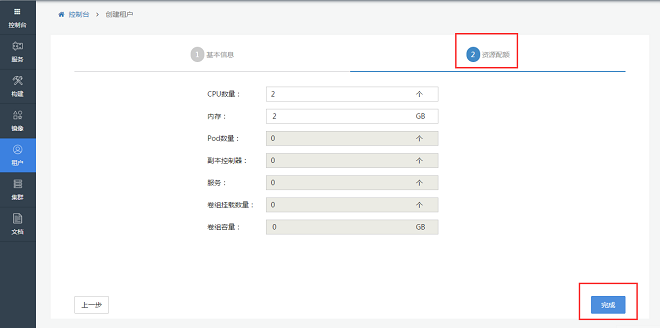 控制台
服务
构建
镜像
租户
集群
文档
控制台 > 创建租户
1 基本信息
2 资源配额
CPU数量： 2 个
内存： 2 GB
Pod数量： 0 个
副本控制器： 0 个
服务： 0 个
卷组挂载数量： 0 个
卷组容量： 0 GB
上一步
完成